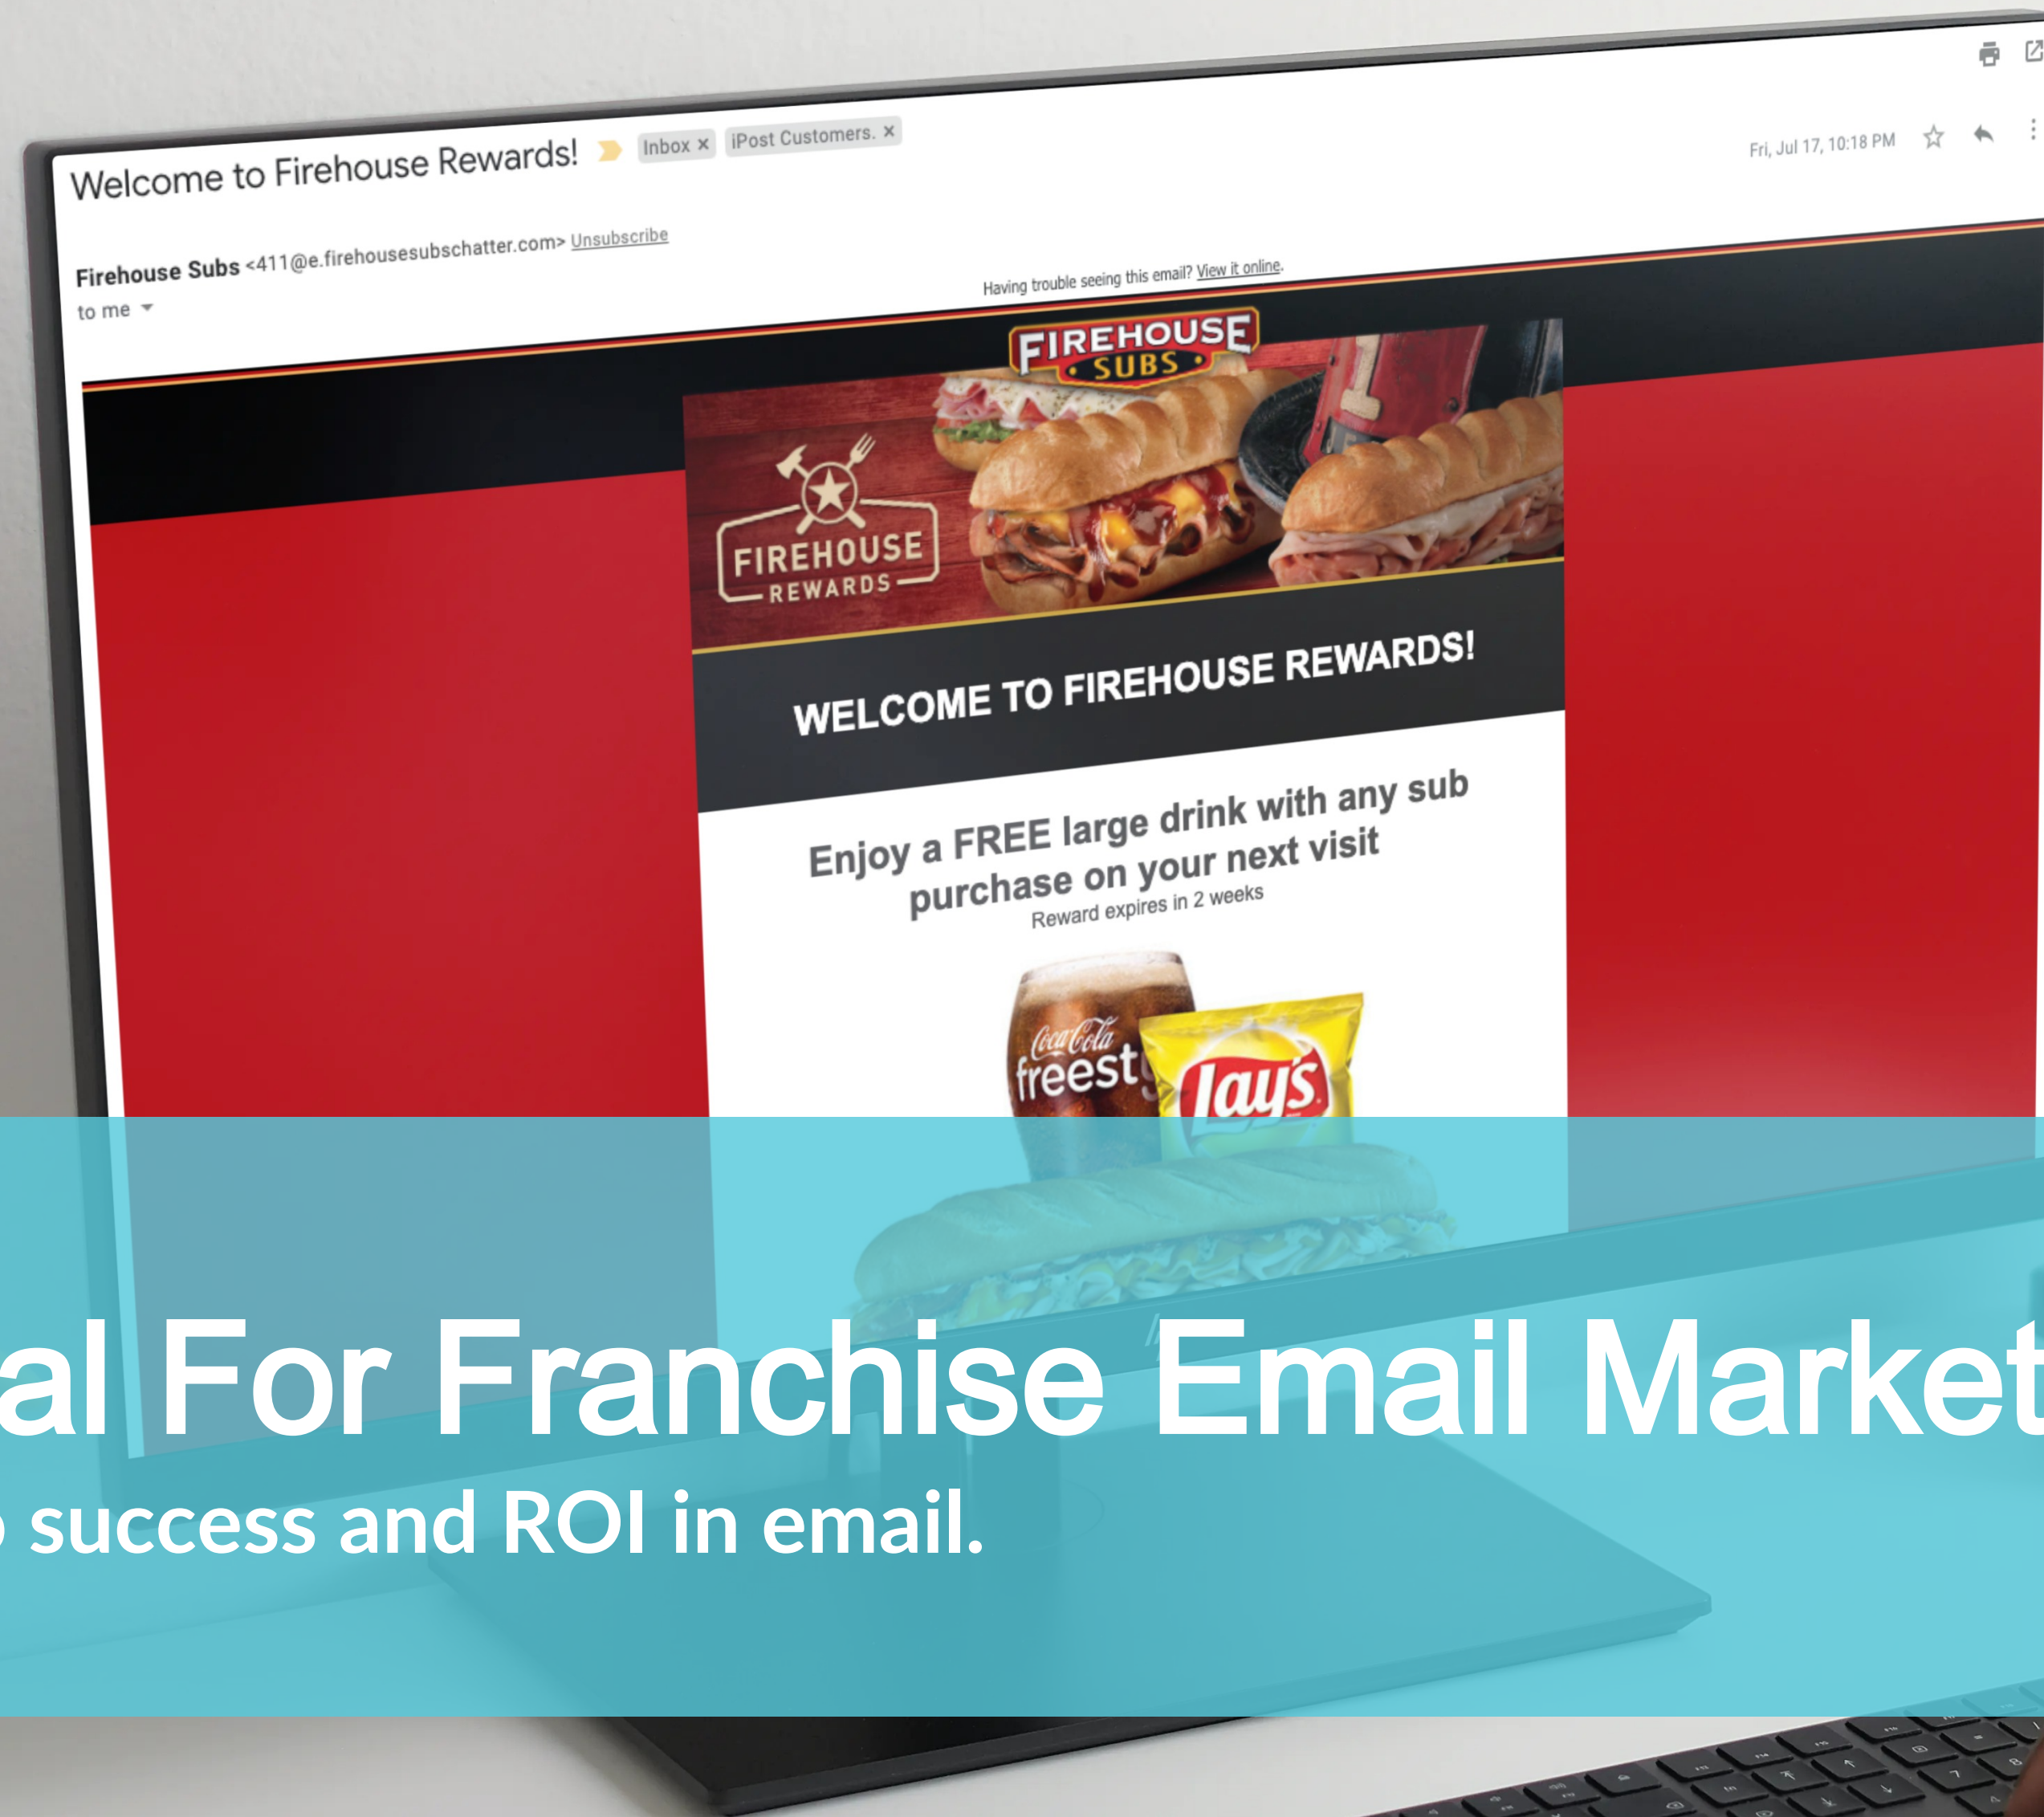 Welcome to Firehouse Rewards! Inbox × iPost Customers. ×
Fri, Jul 17, 10:18 PM
Firehouse Subs <411@e.firehousesubschatter.com> Unsubscribe
to me
Having trouble seeing this email? View it online.
FIREHOUSE
SUBS
FIREHOUSE
REWARDS
WELCOME TO FIREHOUSE REWARDS!
Enjoy a FREE large drink with any sub
purchase on your next visit
Reward expires in 2 weeks
Coca-Cola
freest
Lay's
al For Franchise Email Market
success and ROI in email.